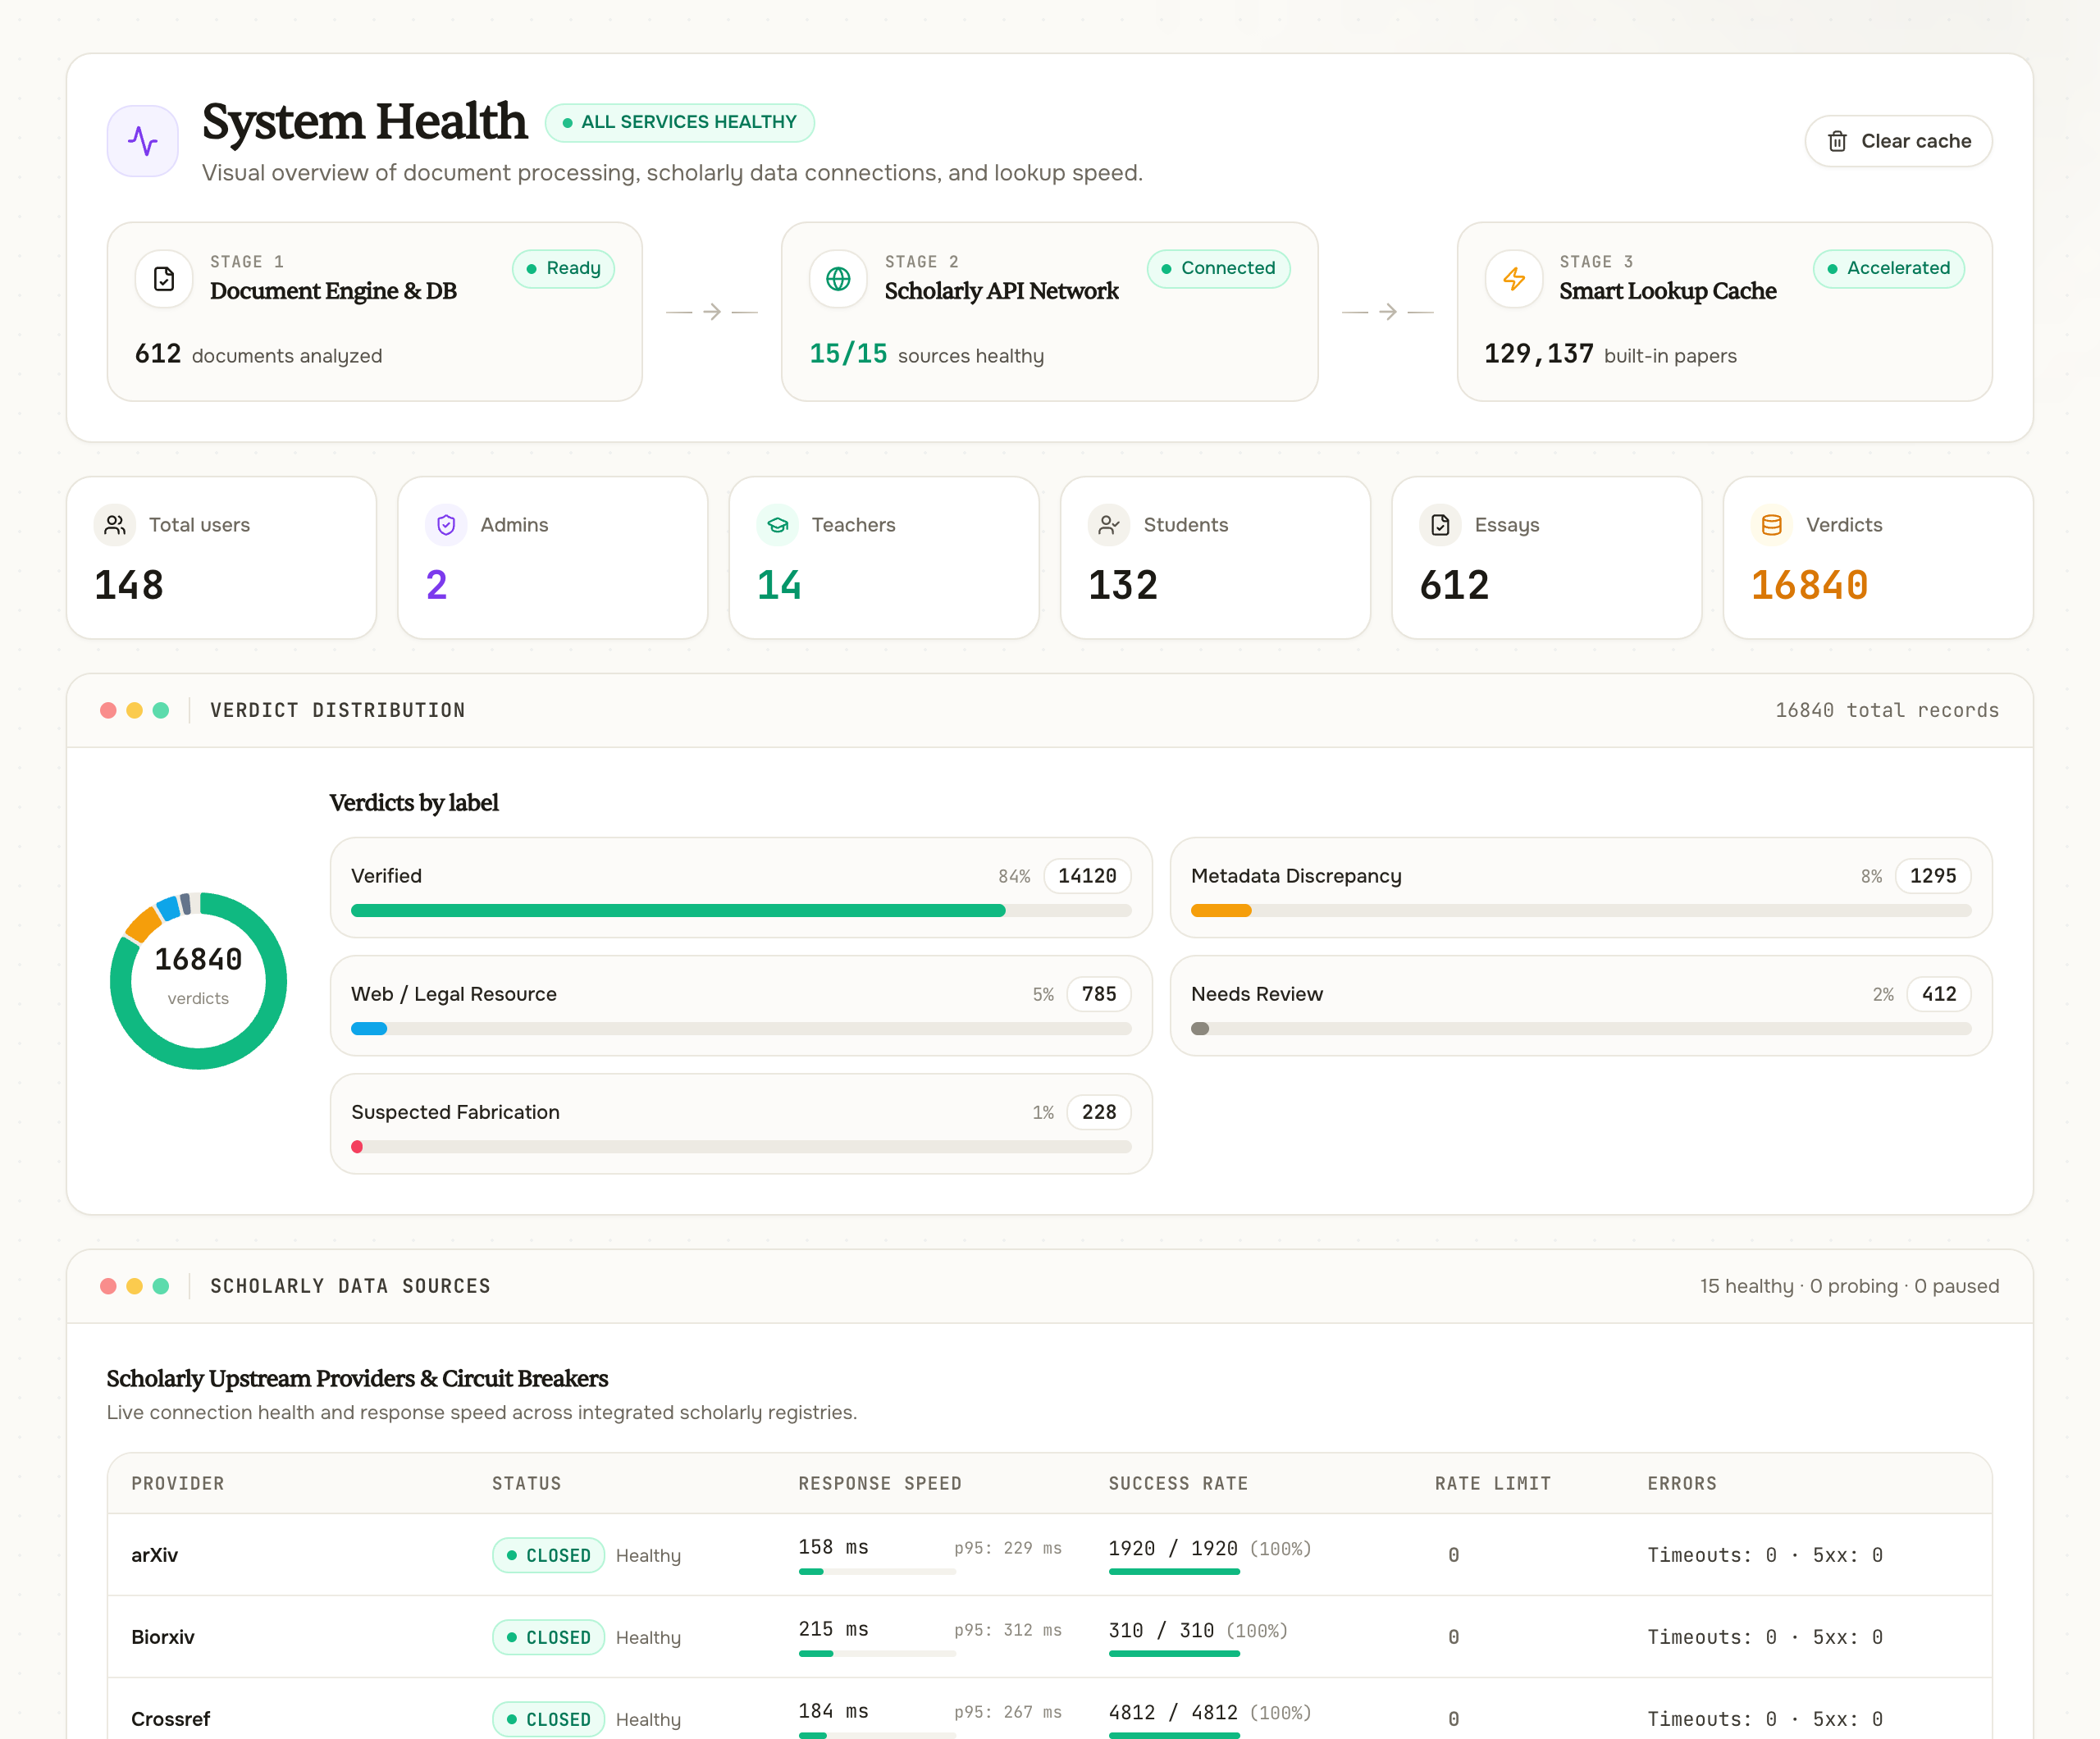 System Health
ALL SERVICES HEALTHY
Visual overview of document processing, scholarly data connections, and lookup speed.
Clear cache
STAGE 1
Document Engine & DB
Ready
612 documents analyzed
STAGE 2
Scholarly API Network
Connected
15/15 sources healthy
STAGE 3
Smart Lookup Cache
Accelerated
129,137 built-in papers
Total users
148
Admins
2
Teachers
14
Students
132
Essays
612
Verdicts
16840
VERDICT DISTRIBUTION
16840 total records
16840
verdicts
Verdicts by label
Verified 84% 14120
Metadata Discrepancy 8% 1295
Web / Legal Resource 5% 785
Needs Review 2% 412
Suspected Fabrication 1% 228
SCHOLARLY DATA SOURCES
15 healthy · 0 probing · 0 paused
Scholarly Upstream Providers & Circuit Breakers
Live connection health and response speed across integrated scholarly registries.
PROVIDER STATUS RESPONSE SPEED SUCCESS RATE RATE LIMIT ERRORS
arXiv CLOSED Healthy 158 ms p95: 229 ms 1920 / 1920 (100%) 0 Timeouts: 0 · 5xx: 0
Biorxiv CLOSED Healthy 215 ms p95: 312 ms 310 / 310 (100%) 0 Timeouts: 0 · 5xx: 0
Crossref CLOSED Healthy 184 ms p95: 267 ms 4812 / 4812 (100%) 0 Timeouts: 0 · 5xx: 0